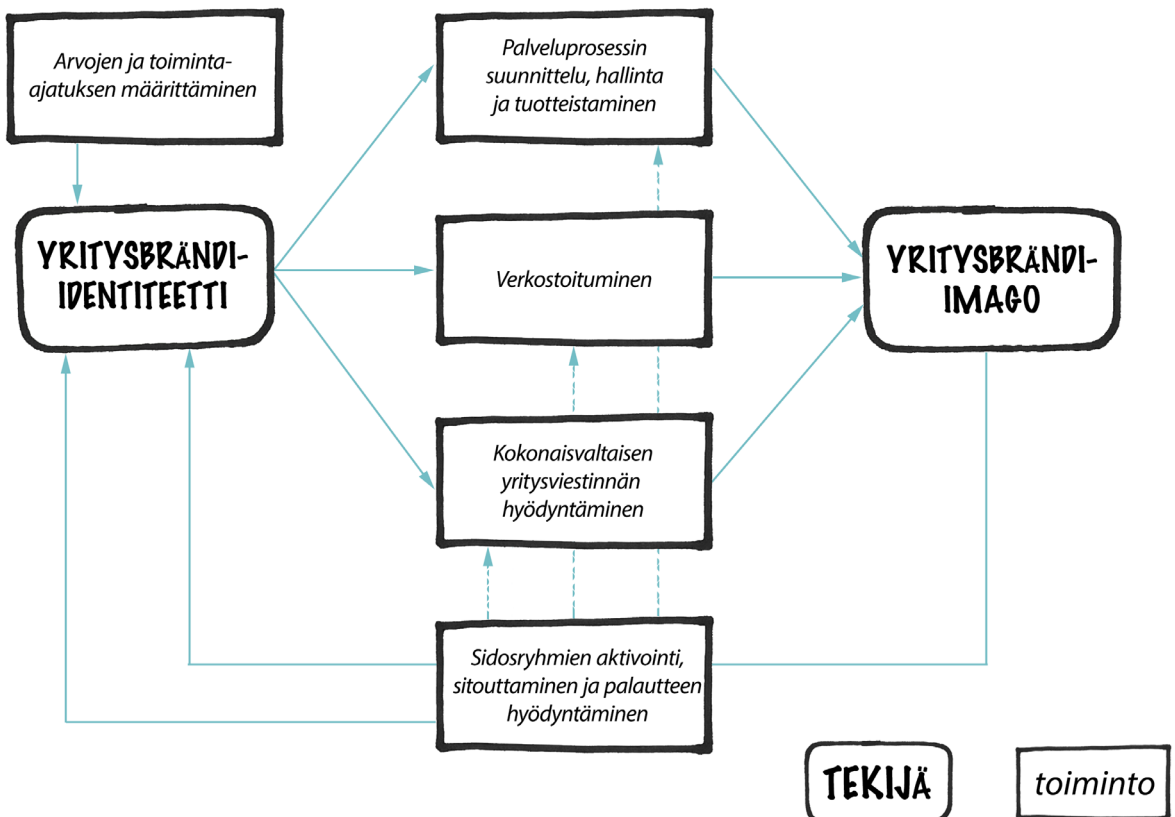 Arvojen ja toiminta-
ajatuksen määrittäminen
Palveluprosessin
suunnittelu, hallinta
ja tuotteistaminen
YRITYSBRÄNDI-
IDENTITEETTI
Verkostoituminen
YRITYSBRÄNDI-
IMAGO
Kokonaisvaltaisen
yritysviestinnän
hyödyntäminen
Sidosryhmien aktivointi,
sitouttaminen ja palautteen
hyödyntäminen
TEKIJÄ
toiminto